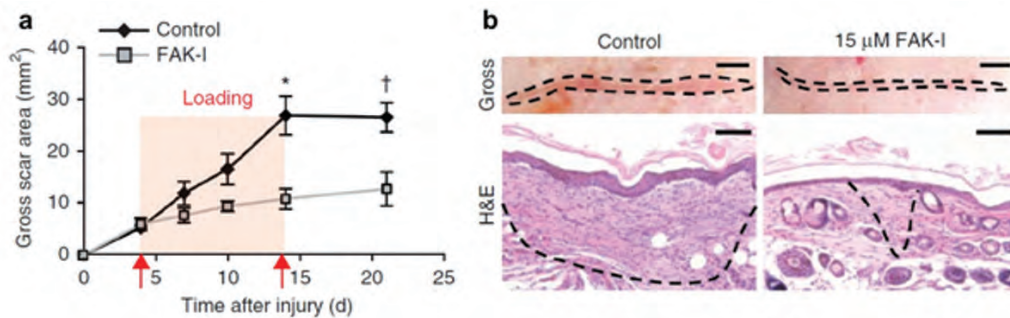 a
Control
FAK-I
Gross scar area (mm²)
40
30
20
10
0
Loading
*
†
0
5
10
15
20
25
Time after injury (d)
b
Control
15 μM FAK-I
Gross
H&E